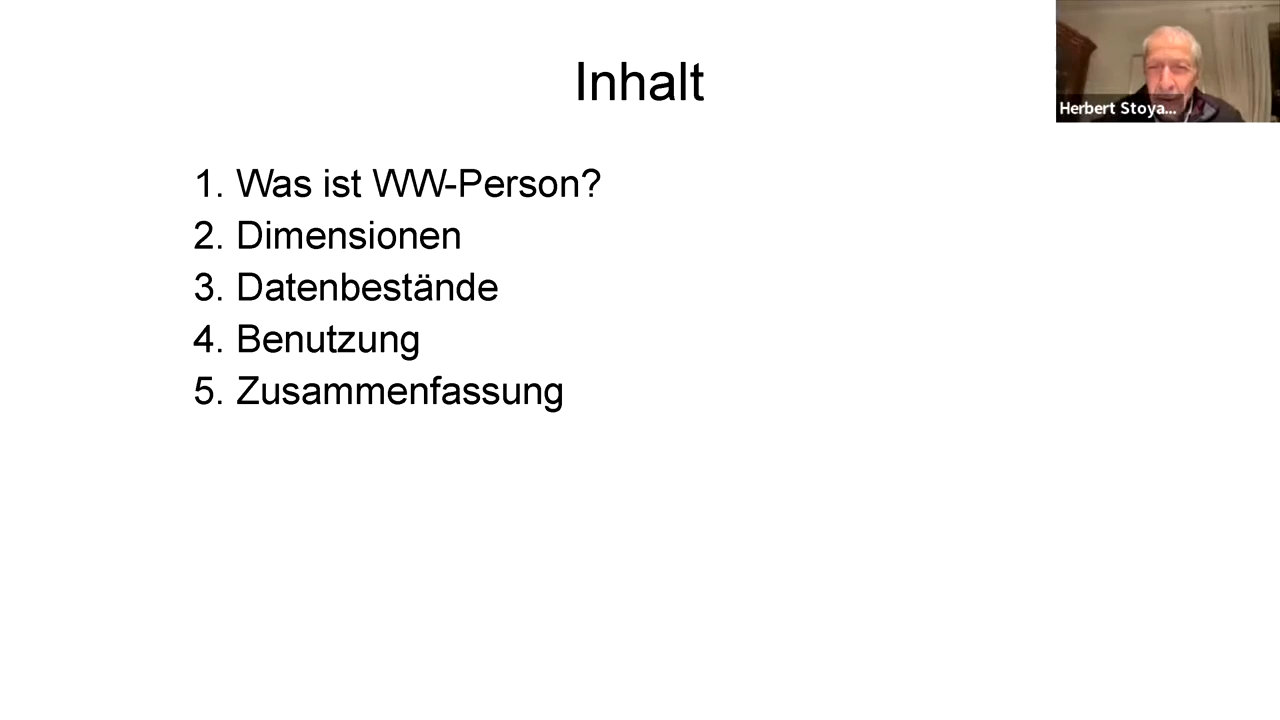 Inhalt
Herbert Stoya...
1. Was ist WW-Person?
2. Dimensionen
3. Datenbestände
4. Benutzung
5. Zusammenfassung